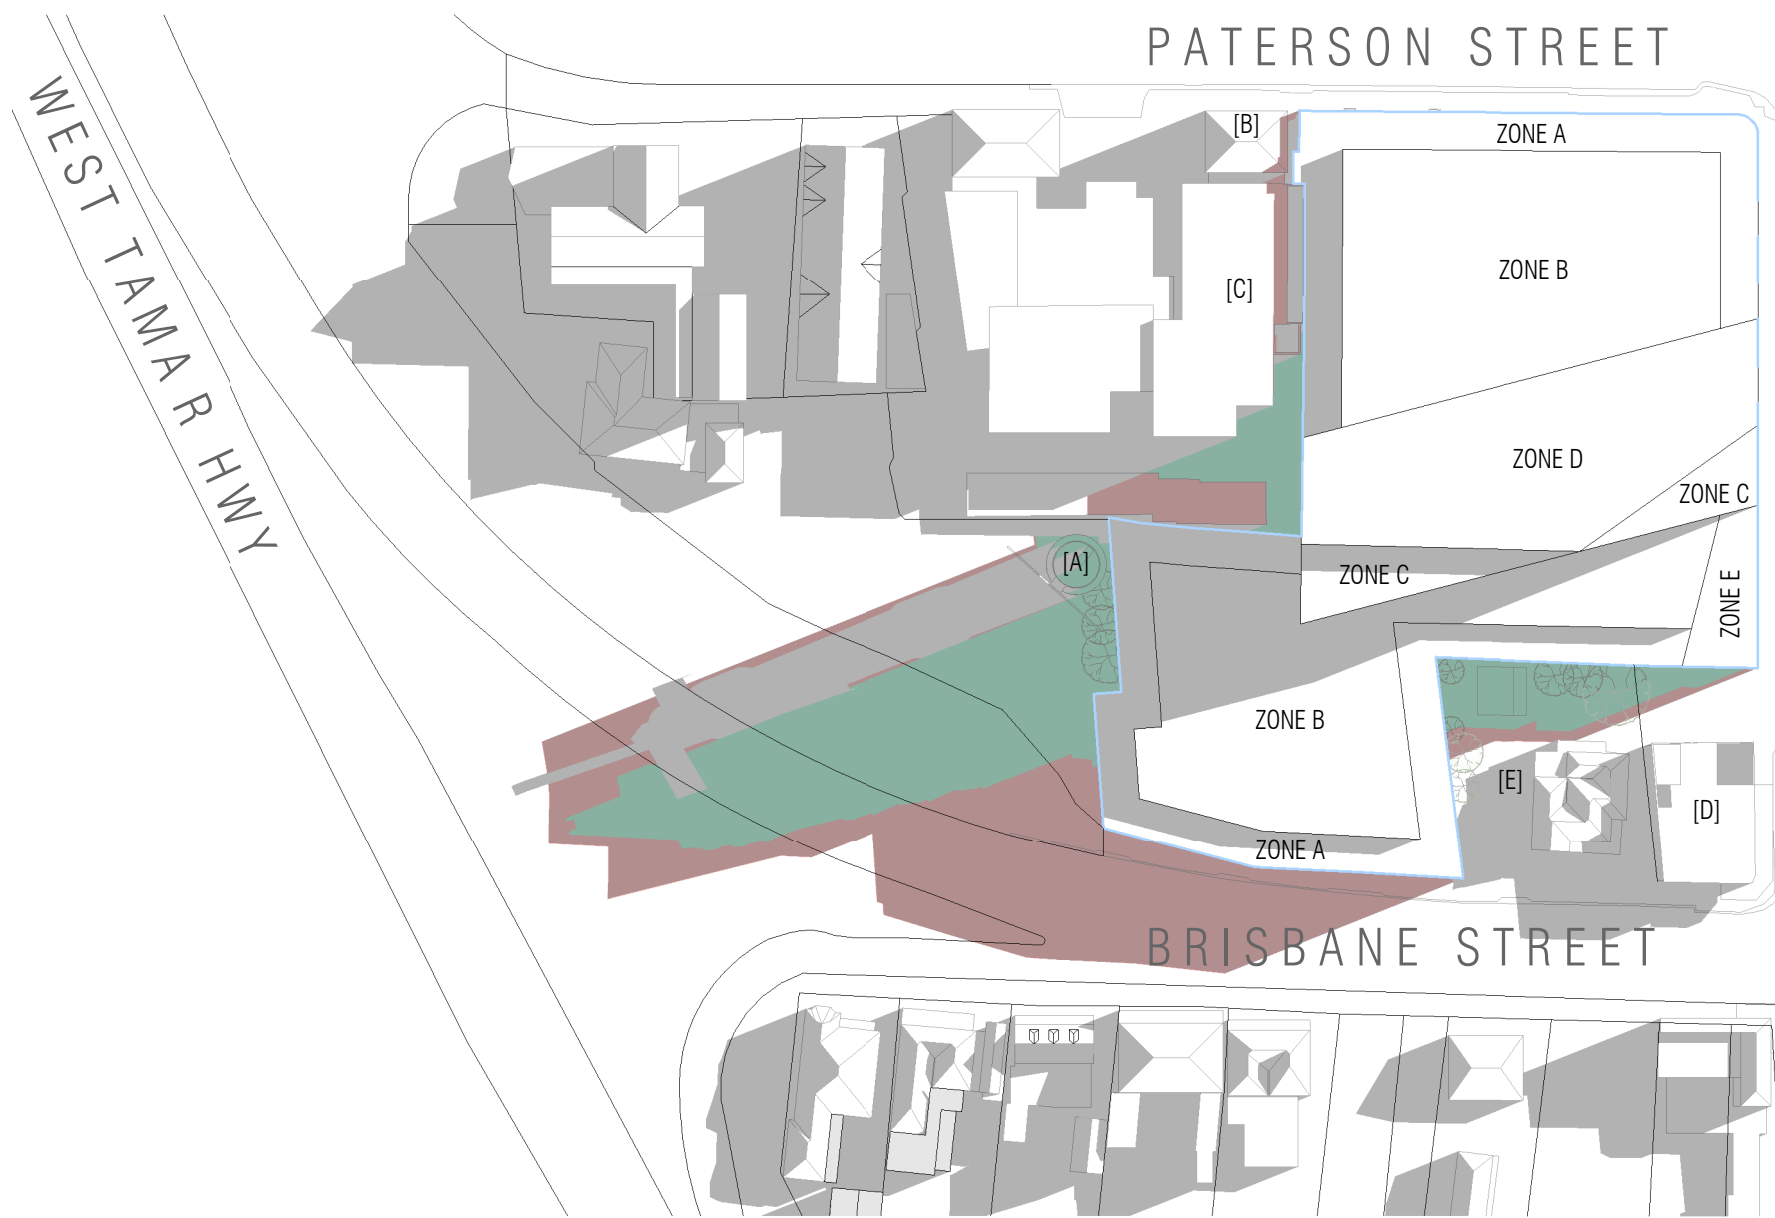 PATERSON STREET
WEST TAMAR HWY
[B]
ZONE A
ZONE B
[C]
ZONE D
ZONE C
[A]
ZONE C
ZONE E
ZONE B
[E]
[D]
ZONE A
BRISBANE STREET